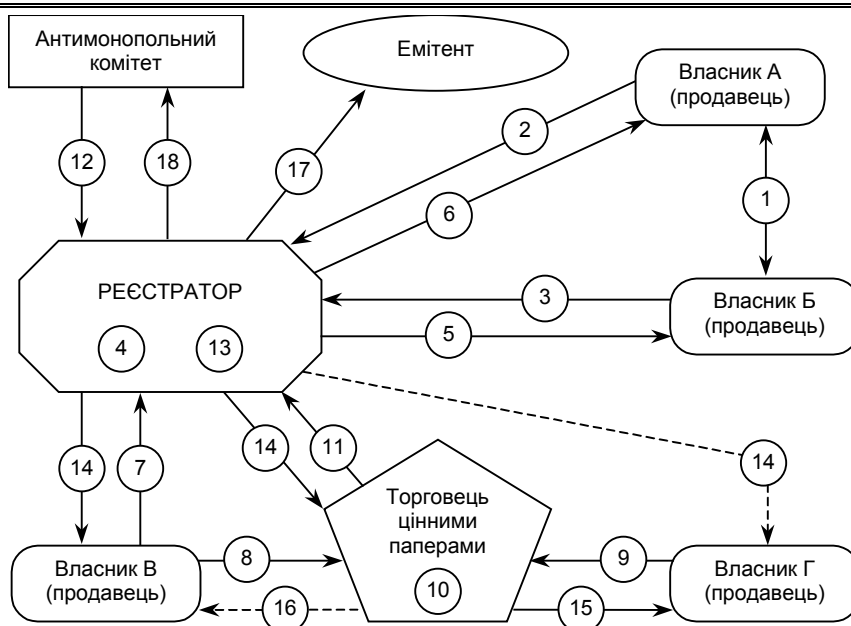 Антимонопольний
комітет
Емітент
Власник А
(продавець)
2
12
18
17
6
1
РЕЄСТРАТОР
3
Власник Б
(продавець)
4
13
5
14
7
14
11
14
Торговець
цінними
паперами
Власник В
(продавець)
8
9
Власник Г
(продавець)
10
16
15